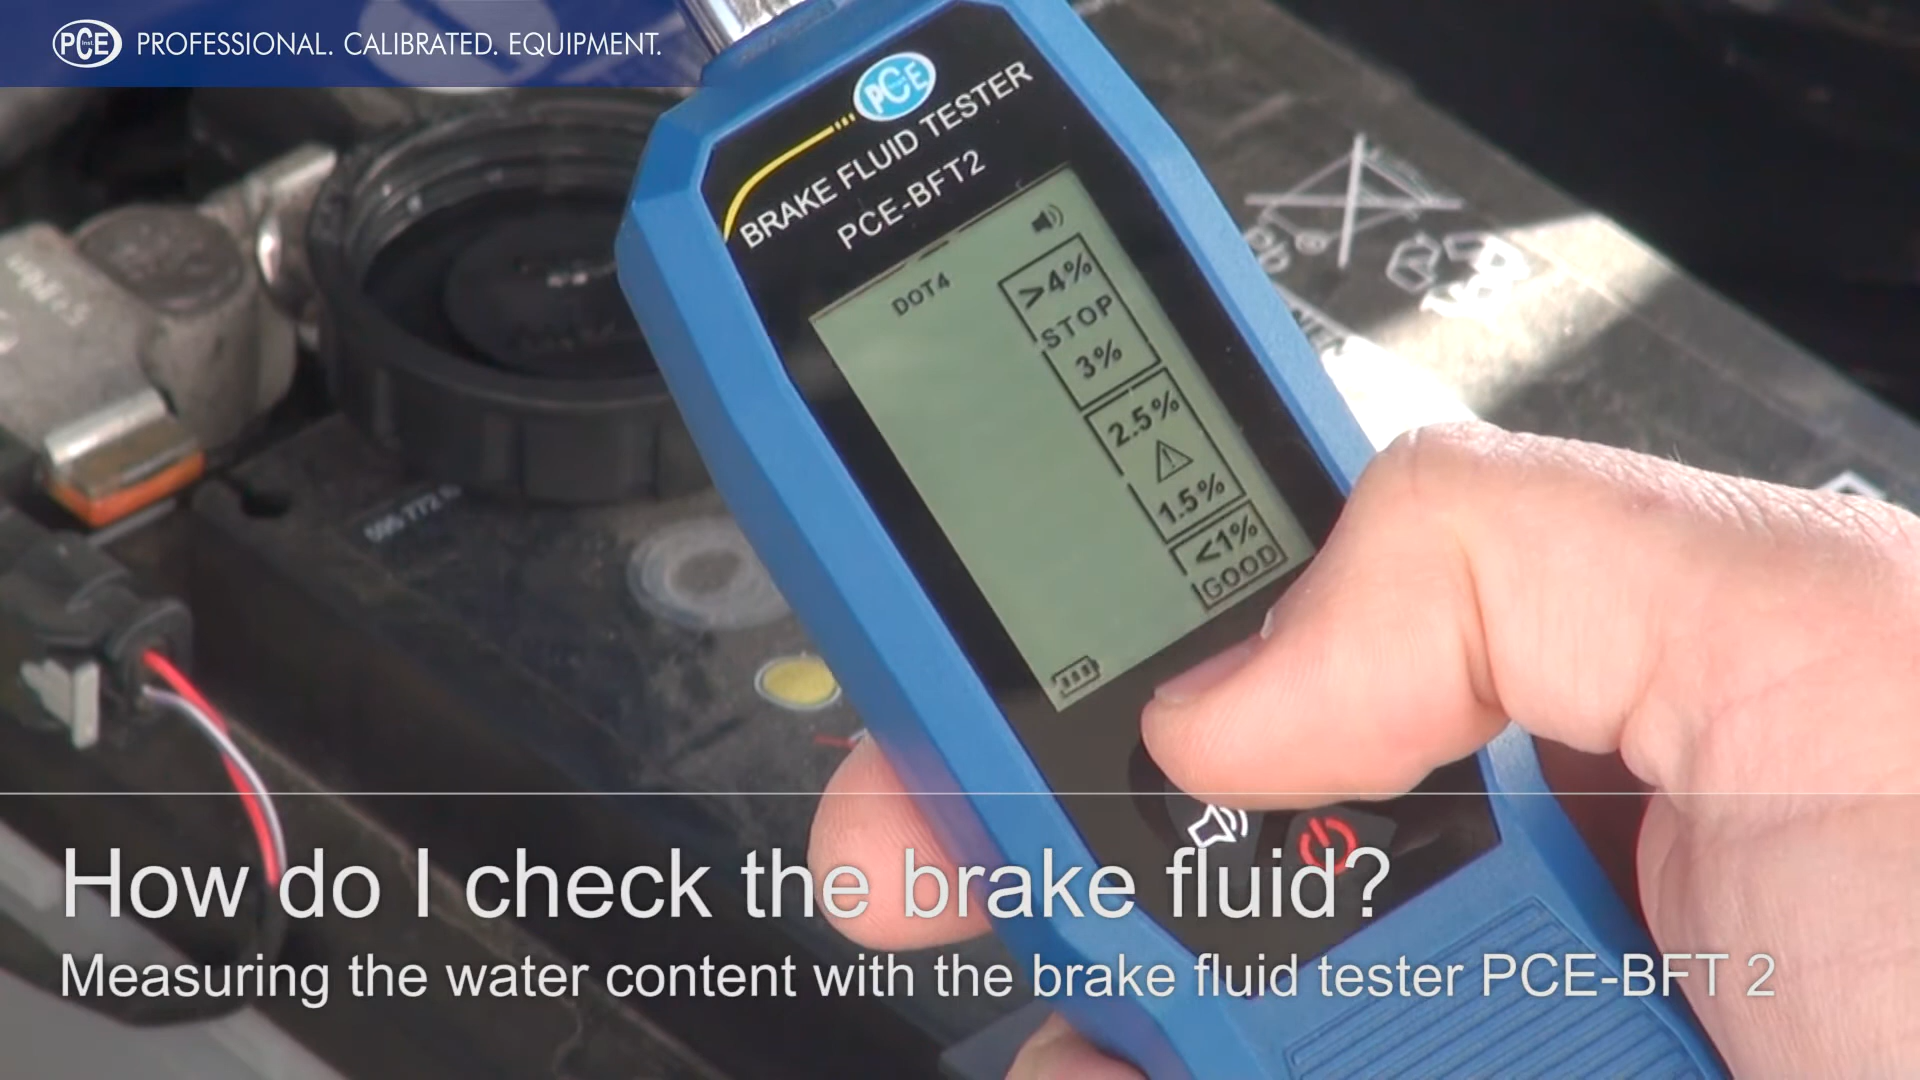 PCE PROFESSIONAL. CALIBRATED. EQUIPMENT.
PCE
BRAKE FLUID TESTER
PCE-BFT2
DOT4
>4%
STOP
3%
2.5%
1.5%
<1%
GOOD
How do I check the brake fluid?
Measuring the water content with the brake fluid tester PCE-BFT 2